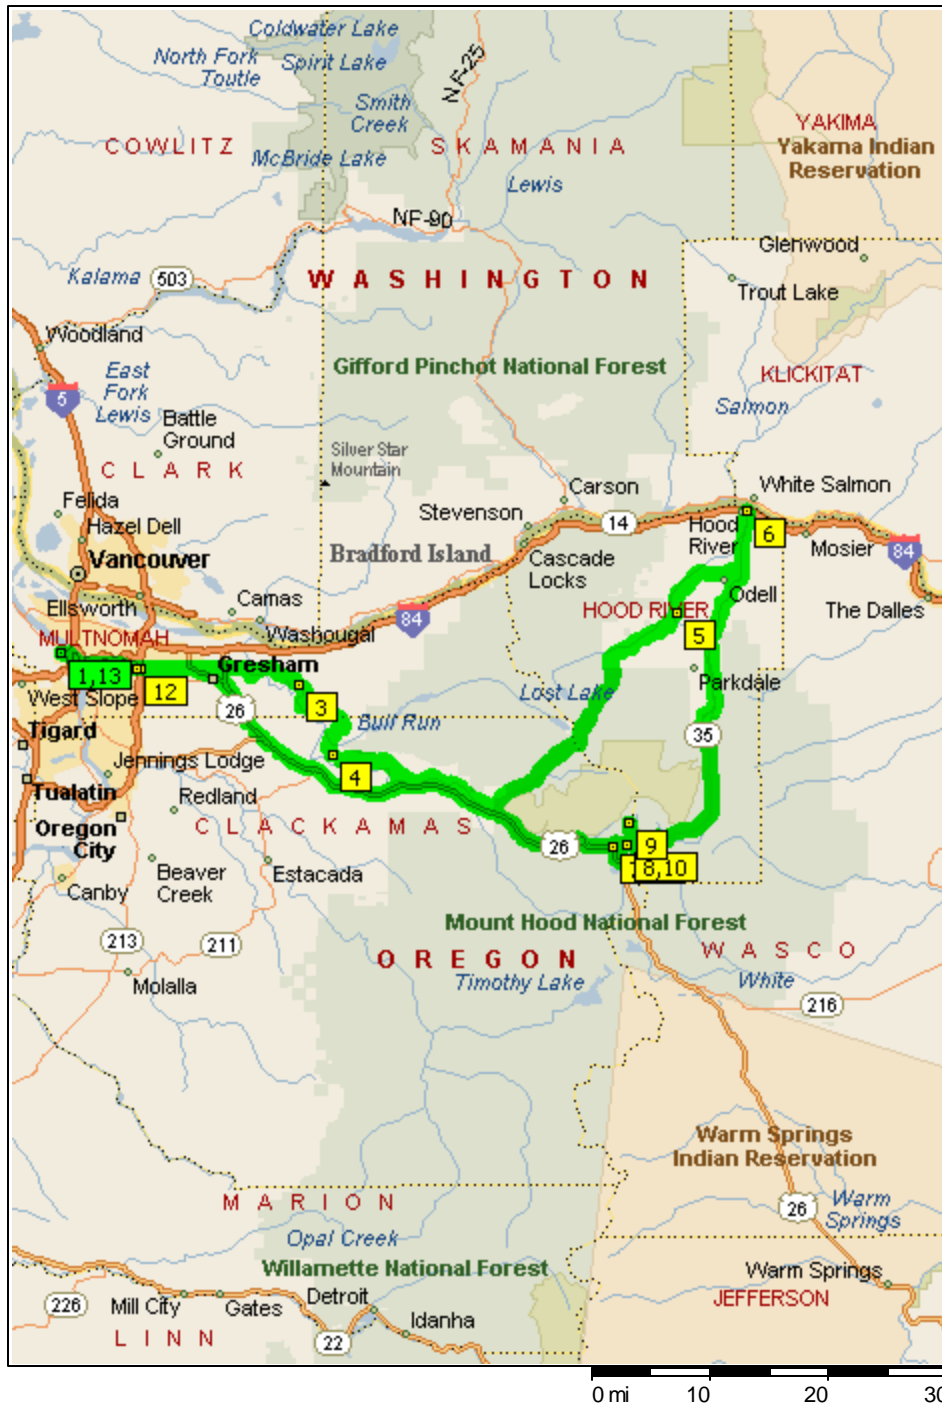 Coldwater Lake
North Fork
Toutle
Spirit Lake
NF-25
Smith
Creek
COWLITZ
SKAMANIA
YAKIMA
Yakama Indian
Reservation
McBride Lake
Lewis
NF-90
Glenwood
Kalama
503
WASHINGTON
Trout Lake
Woodland
East
Fork
Lewis
5
Gifford Pinchot National Forest
KLICKITAT
Salmon
Battle
Ground
Silver Star
Mountain
CLARK
Carson
White Salmon
Felida
Stevenson
14
Hazel Dell
Hood
River
6
Mosier
84
Vancouver
Bradford Island
Cascade
Locks
Ellsworth
Camas
Odell
The Dalles
Washougal
84
HOOD RIVER
MULTNOMAH
5
Gresham
1,13
12
West Slope
Lost Lake
Parkdale
3
26
Bull Run
Tigard
35
Jennings Lodge
4
Tualatin
Redland
Oregon
City
CLACKAMAS
26
9
8,10
Beaver
Creek
Estacada
Canby
Mount Hood National Forest
213
211
OREGON
WASCO
Molalla
Timothy Lake
White
216
Warm Springs
Indian Reservation
MARION
26
Warm
Springs
Opal Creek
Willamette National Forest
Warm Springs
226
Mill City
Gates
Detroit
JEFFERSON
Idanha
LINN
22
0 mi
10
20